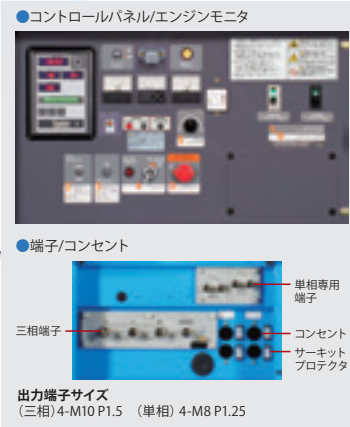 ●コントロールパネル/エンジンモニタ
●端子/コンセント
単相専用
端子
三相端子
コンセント
サーキット
プロテクタ
出力端子サイズ
(三相)4-M10 P1.5 (単相) 4-M8 P1.25